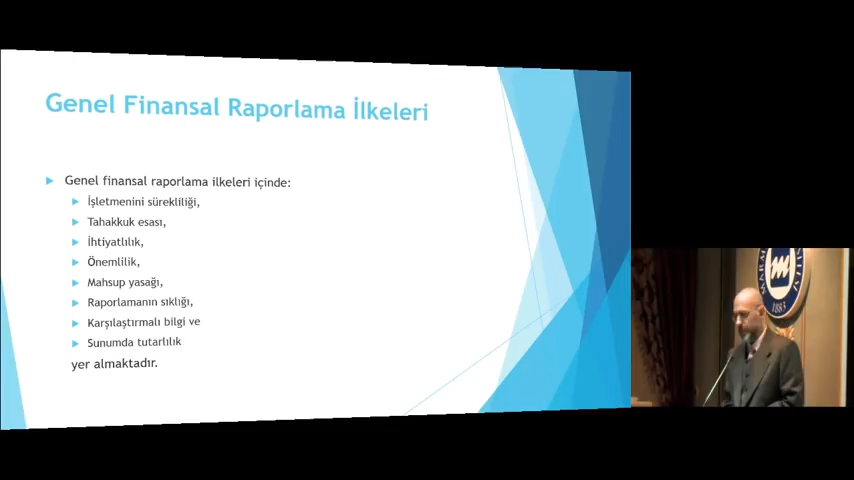 Genel Finansal Raporlama İlkeleri
Genel finansal raporlama ilkeleri içinde:
İşletmenini sürekliliği,
Tahakkuk esası,
İhtiyatlılık,
Önemlilik,
Mahsup yasağı,
Raporlamanın sıklığı,
Karşılaştırmalı bilgi ve
Sunumda tutarlılık
yer almaktadır.
1883